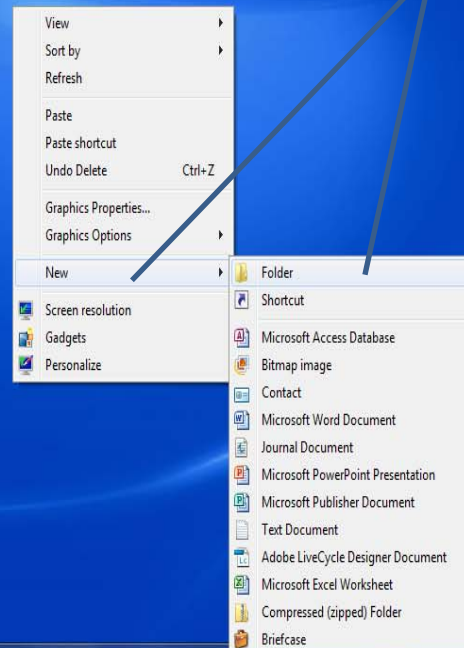 View
Sort by
Refresh
Paste
Paste shortcut
Undo Delete Ctrl+Z
Graphics Properties...
Graphics Options
New
Screen resolution
Gadgets
Personalize
Folder
Shortcut
Microsoft Access Database
Bitmap image
Contact
Microsoft Word Document
Journal Document
Microsoft PowerPoint Presentation
Microsoft Publisher Document
Text Document
Adobe LiveCycle Designer Document
Microsoft Excel Worksheet
Compressed (zipped) Folder
Briefcase